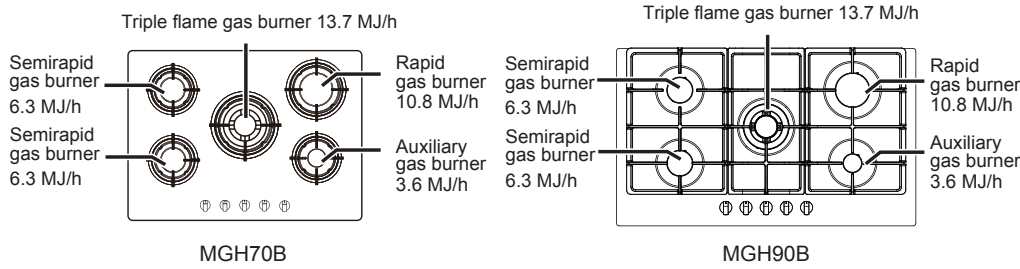 Triple flame gas burner 13.7 MJ/h
Semirapid
gas burner
6.3 MJ/h
Semirapid
gas burner
6.3 MJ/h
Rapid
gas burner
10.8 MJ/h
Auxiliary
gas burner
3.6 MJ/h
MGH70B
Triple flame gas burner 13.7 MJ/h
Semirapid
gas burner
6.3 MJ/h
Semirapid
gas burner
6.3 MJ/h
Rapid
gas burner
10.8 MJ/h
Auxiliary
gas burner
3.6 MJ/h
MGH90B